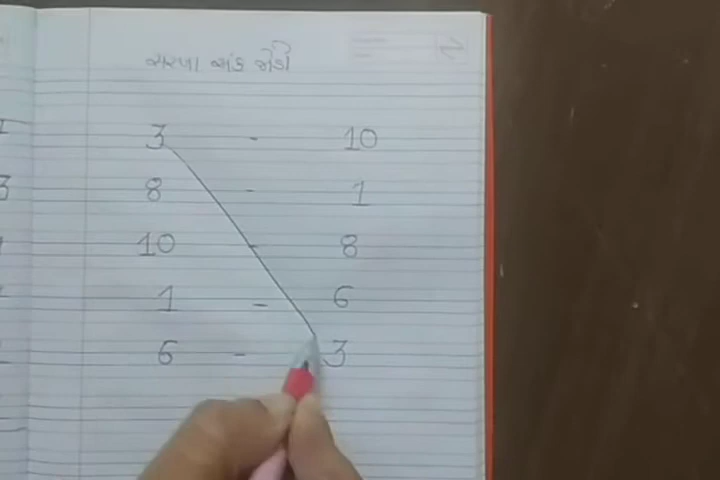 સરખા અંક જોડો
3 - 10
8 - 1
10 - 8
1 - 6
6 - 3